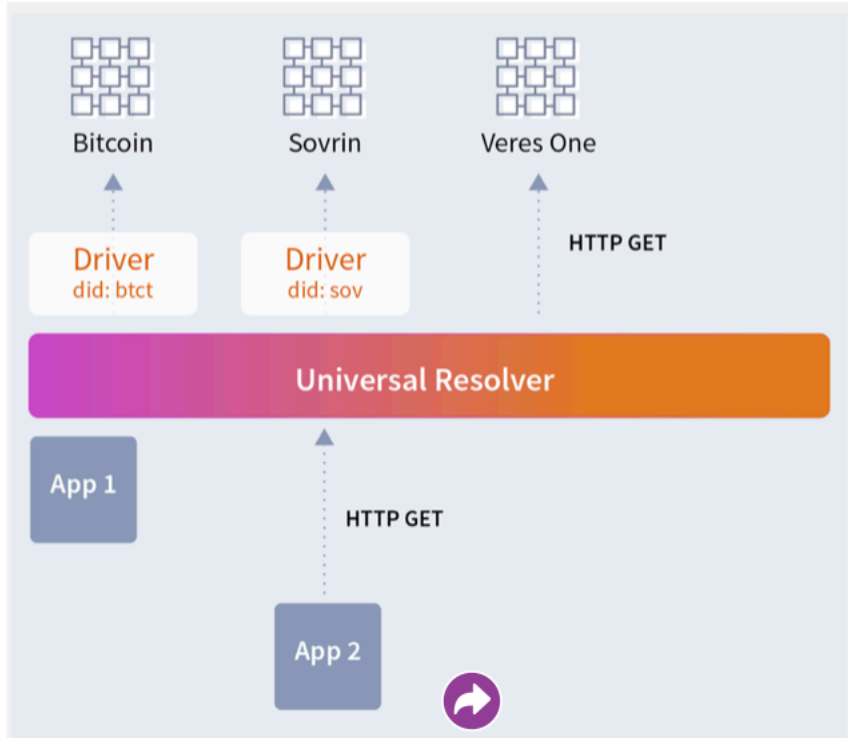 Bitcoin
Sovrin
Veres One
Driver
did: btct
Driver
did: sov
HTTP GET
Universal Resolver
App 1
HTTP GET
App 2